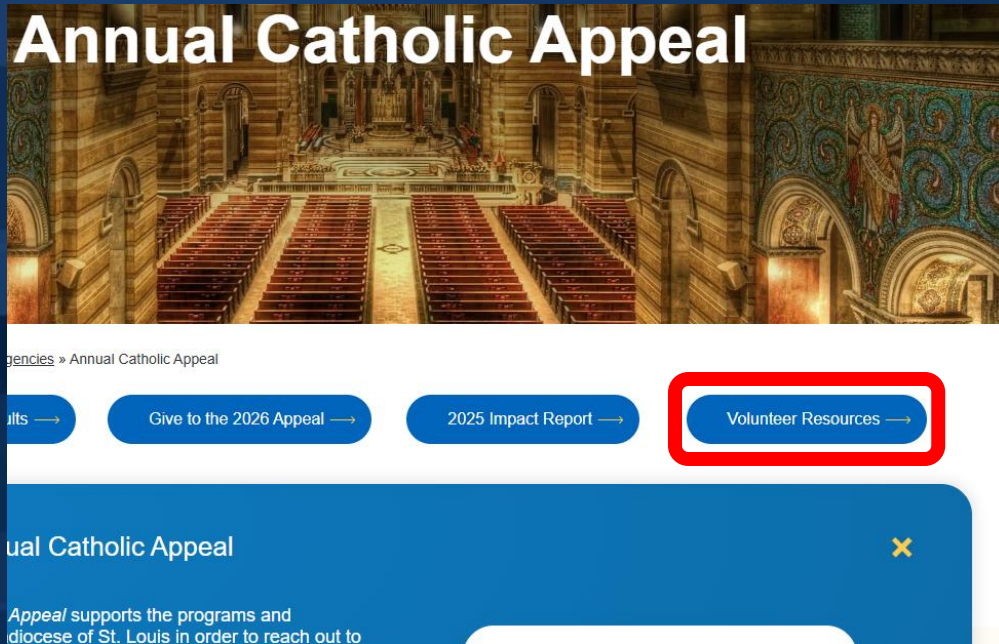 Annual Catholic Appeal
gencies » Annual Catholic Appeal
ults → Give to the 2026 Appeal → 2025 Impact Report → Volunteer Resources →
ual Catholic Appeal ×
Appeal supports the programs and
diocese of St. Louis in order to reach out to